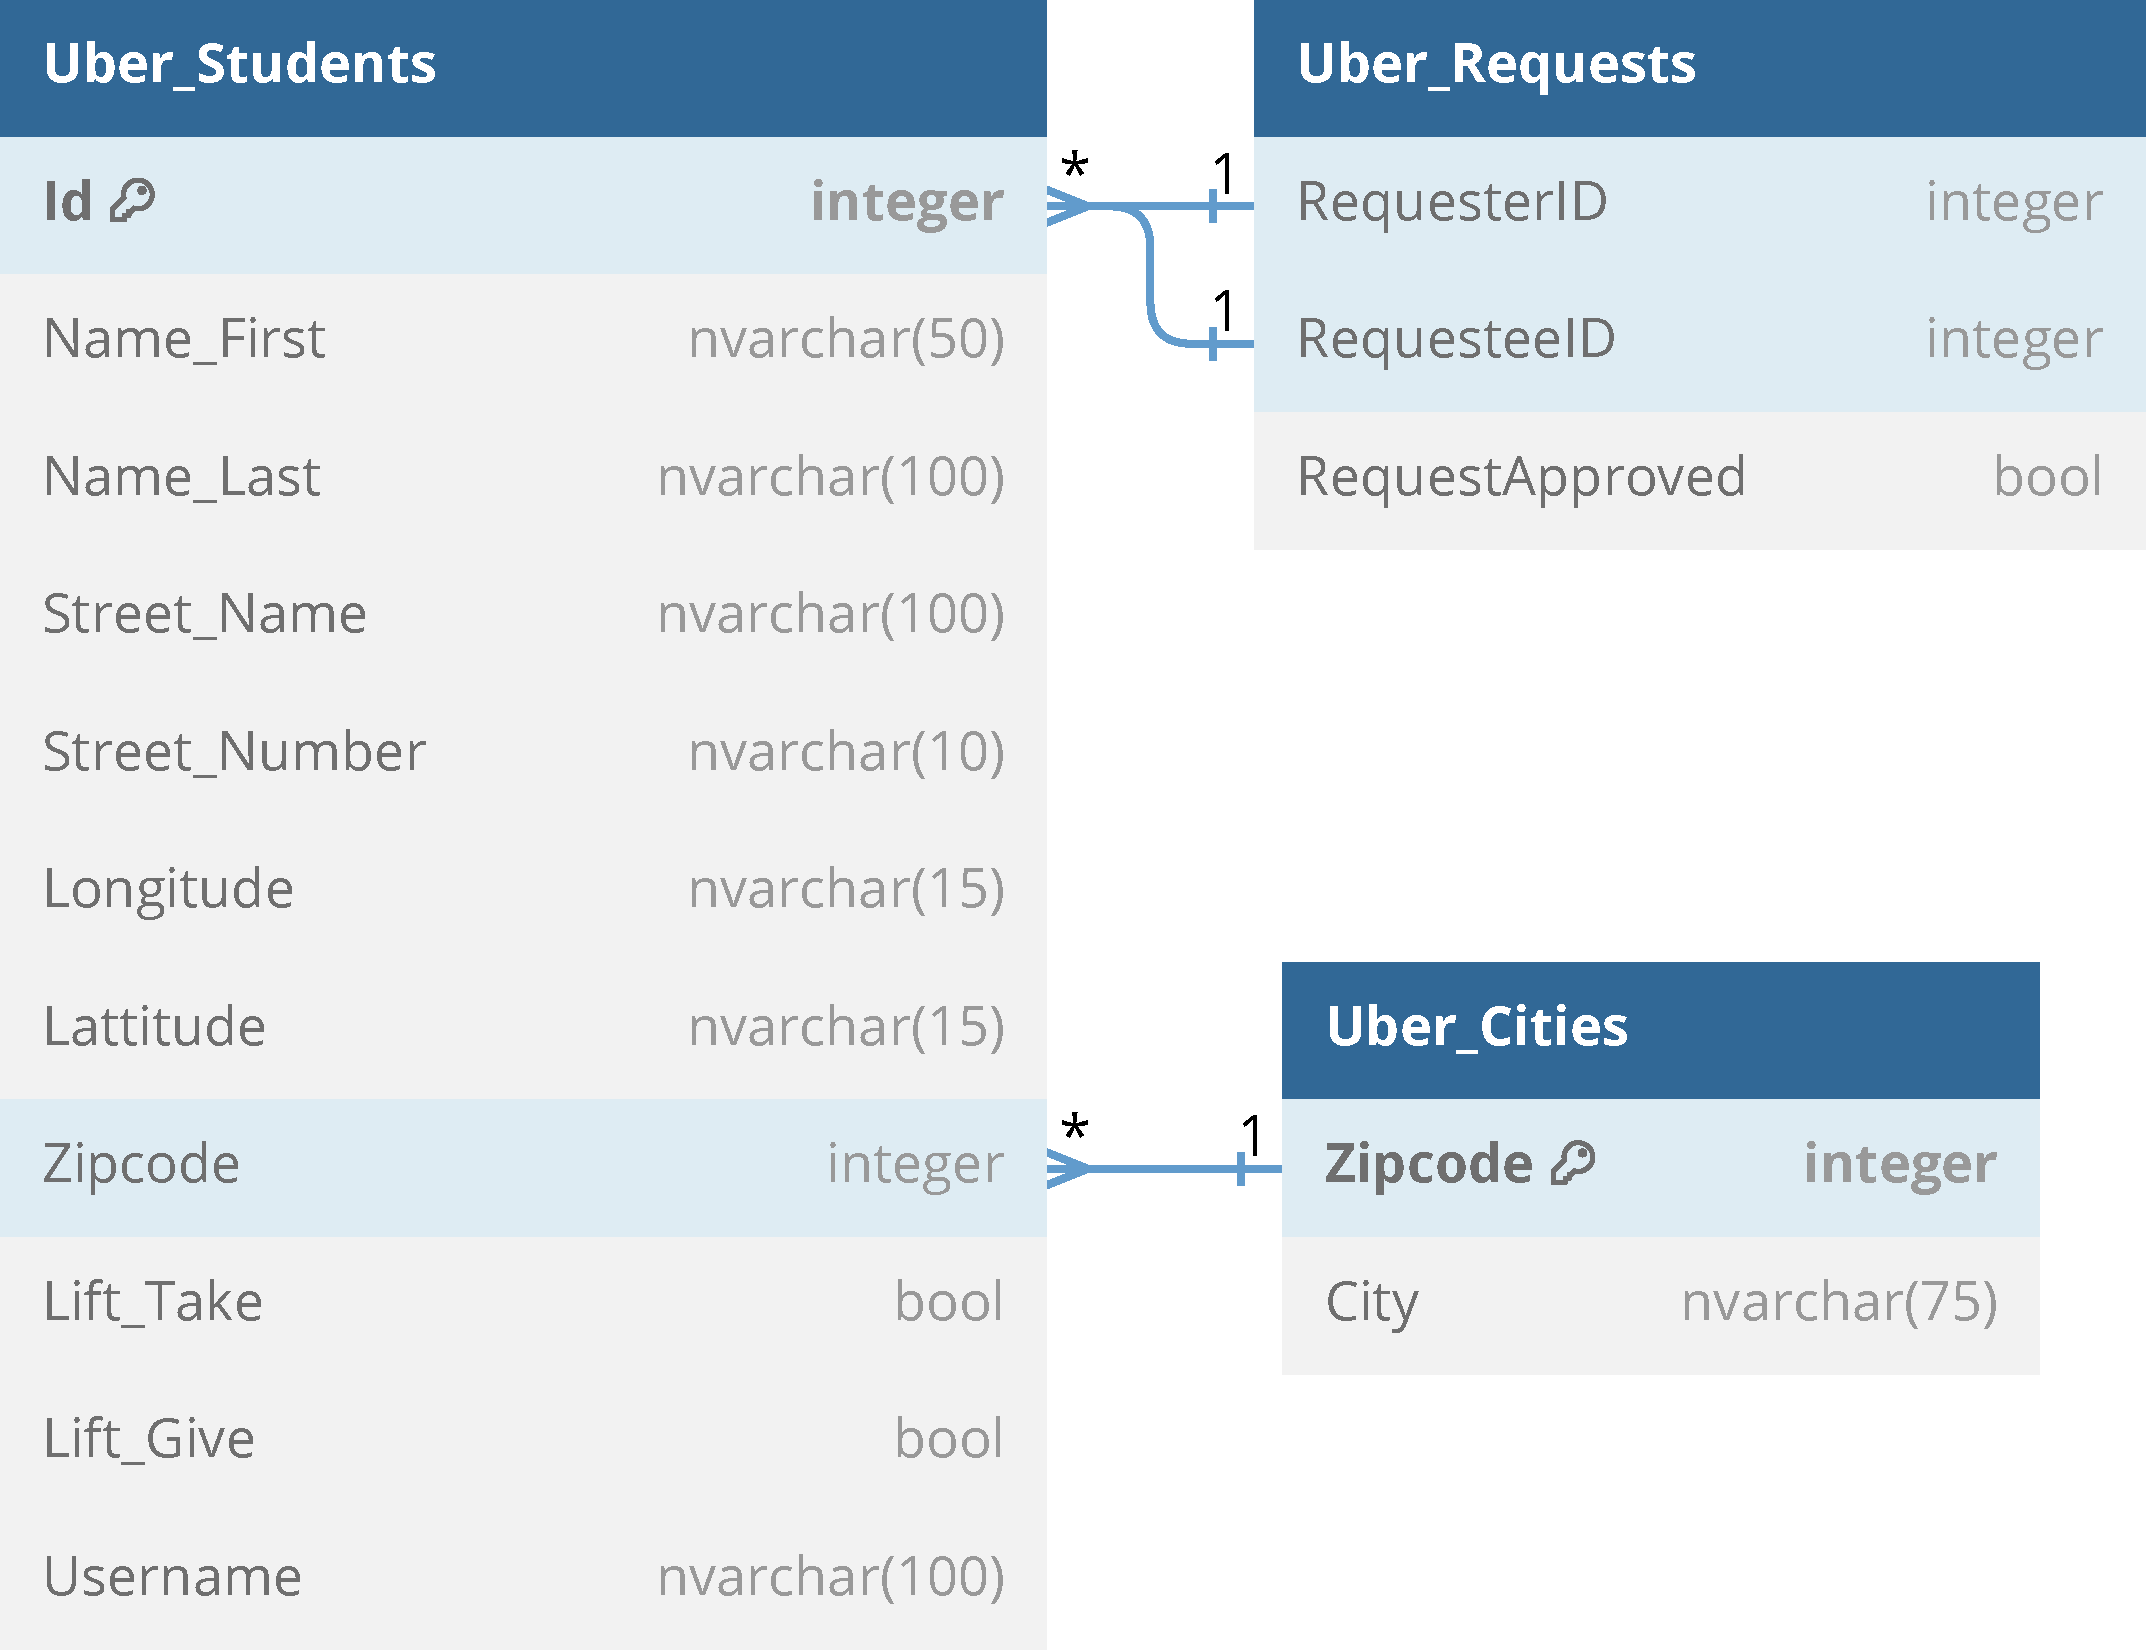 Uber_Students
Id integer
Name_First nvarchar(50)
Name_Last nvarchar(100)
Street_Name nvarchar(100)
Street_Number nvarchar(10)
Longitude nvarchar(15)
Lattitude nvarchar(15)
Zipcode integer
Lift_Take bool
Lift_Give bool
Username nvarchar(100)
* 1
1
Uber_Requests
RequesterID integer
RequesteeID integer
RequestApproved bool
* 1
Uber_Cities
Zipcode integer
City nvarchar(75)